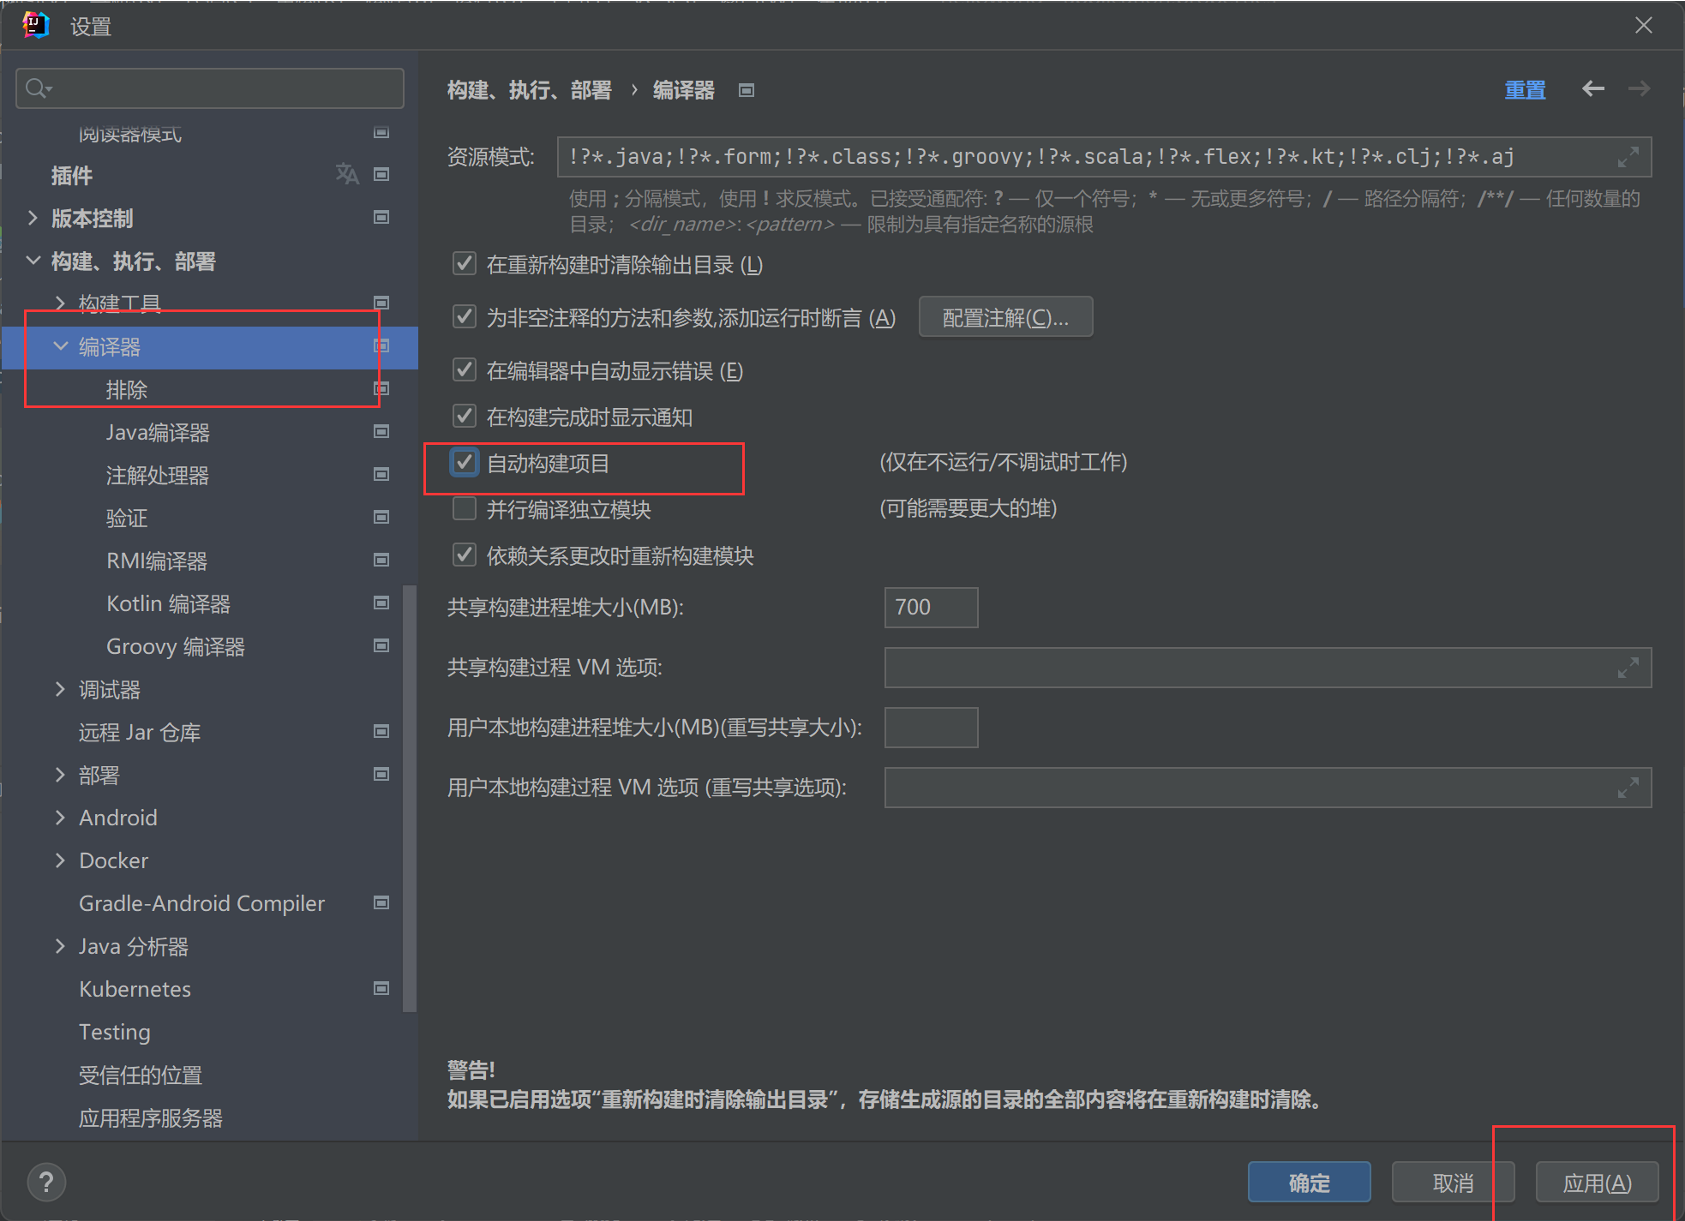 设置
构建、执行、部署 › 编译器
重置
阅读器模式
插件
版本控制
构建、执行、部署
构建工具
编译器
排除
Java编译器
注解处理器
验证
RMI编译器
Kotlin 编译器
Groovy 编译器
调试器
远程 Jar 仓库
部署
Android
Docker
Gradle-Android Compiler
Java 分析器
Kubernetes
Testing
受信任的位置
应用程序服务器
资源模式: !?*.java;!?*.form;!?*.class;!?*.groovy;!?*.scala;!?*.flex;!?*.kt;!?*.clj;!?*.aj
使用 ; 分隔模式，使用 ! 求反模式。已接受通配符: ? — 仅一个符号；* — 无或更多符号；/ — 路径分隔符；/**/ — 任何数量的
目录；<dir_name>:<pattern> — 限制为具有指定名称的源根
在重新构建时清除输出目录 (L)
为非空注释的方法和参数,添加运行时断言 (A) 配置注解(C)...
在编辑器中自动显示错误 (E)
在构建完成时显示通知
自动构建项目 (仅在不运行/不调试时工作)
并行编译独立模块 (可能需要更大的堆)
依赖关系更改时重新构建模块
共享构建进程堆大小(MB): 700
共享构建过程 VM 选项:
用户本地构建进程堆大小(MB)(重写共享大小):
用户本地构建过程 VM 选项 (重写共享选项):
警告!
如果已启用选项“重新构建时清除输出目录”，存储生成源的目录的全部内容将在重新构建时清除。
? 确定 取消 应用(A)